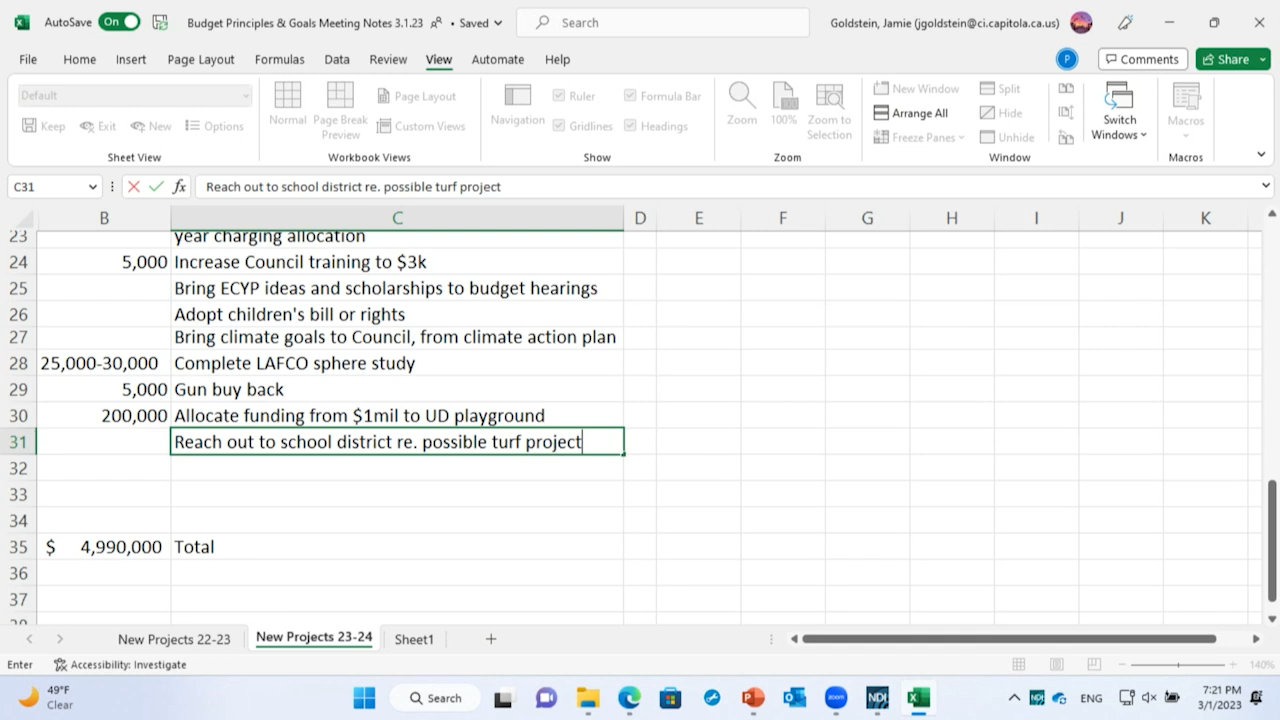 AutoSave On Budget Principles & Goals Meeting Notes 3.1.23 • Saved Search Goldstein, Jamie (jgoldstein@ci.capitola.ca.us)
File Home Insert Page Layout Formulas Data Review View Automate Help P Comments Share
Default
Keep Exit New Options
Sheet View
Normal Page Break Preview Page Layout Custom Views
Workbook Views
Navigation Ruler Formula Bar Gridlines Headings
Show
Zoom 100% Zoom to Selection
Zoom
New Window Split
Arrange All Hide
Freeze Panes Unhide
Switch Windows
Window
Macros
Macros
C31 fx Reach out to school district re. possible turf project
B C D E F G H I J K
23 year charging allocation
24 5,000 Increase Council training to $3k
25 Bring ECYP ideas and scholarships to budget hearings
26 Adopt children's bill or rights
27 Bring climate goals to Council, from climate action plan
28 25,000-30,000 Complete LAFCO sphere study
29 5,000 Gun buy back
30 200,000 Allocate funding from $1mil to UD playground
31 Reach out to school district re. possible turf project
32
33
34
35 $ 4,990,000 Total
36
37
38
New Projects 22-23 New Projects 23-24 Sheet1
Enter Accessibility: Investigate 140%
49°F
Clear
Search
zoom
NDI
NDI
ENG
7:21 PM
3/1/2023